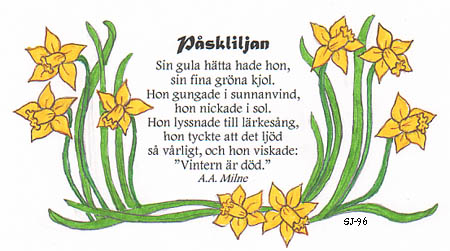 Påskliljan
Sin gula hätta hade hon,
sin fina gröna kjol.
Hon gungade i sunnanvind,
hon nickade i sol.
Hon lyssnade till lärkesång,
hon tyckte att det ljöd
så vårligt, och hon viskade:
”Vintern är död.”
A.A. Milne
SJ-96